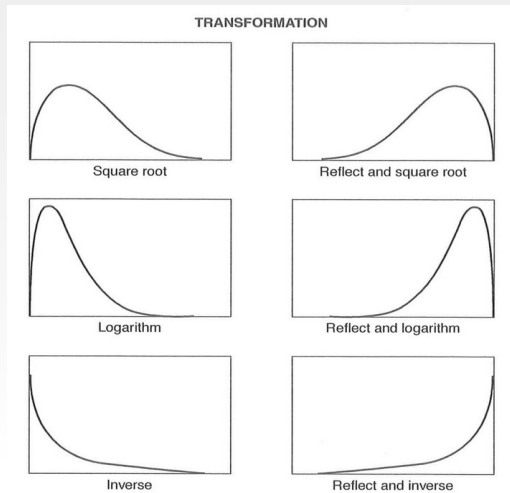 TRANSFORMATION
Square root
Reflect and square root
Logarithm
Reflect and logarithm
Inverse
Reflect and inverse